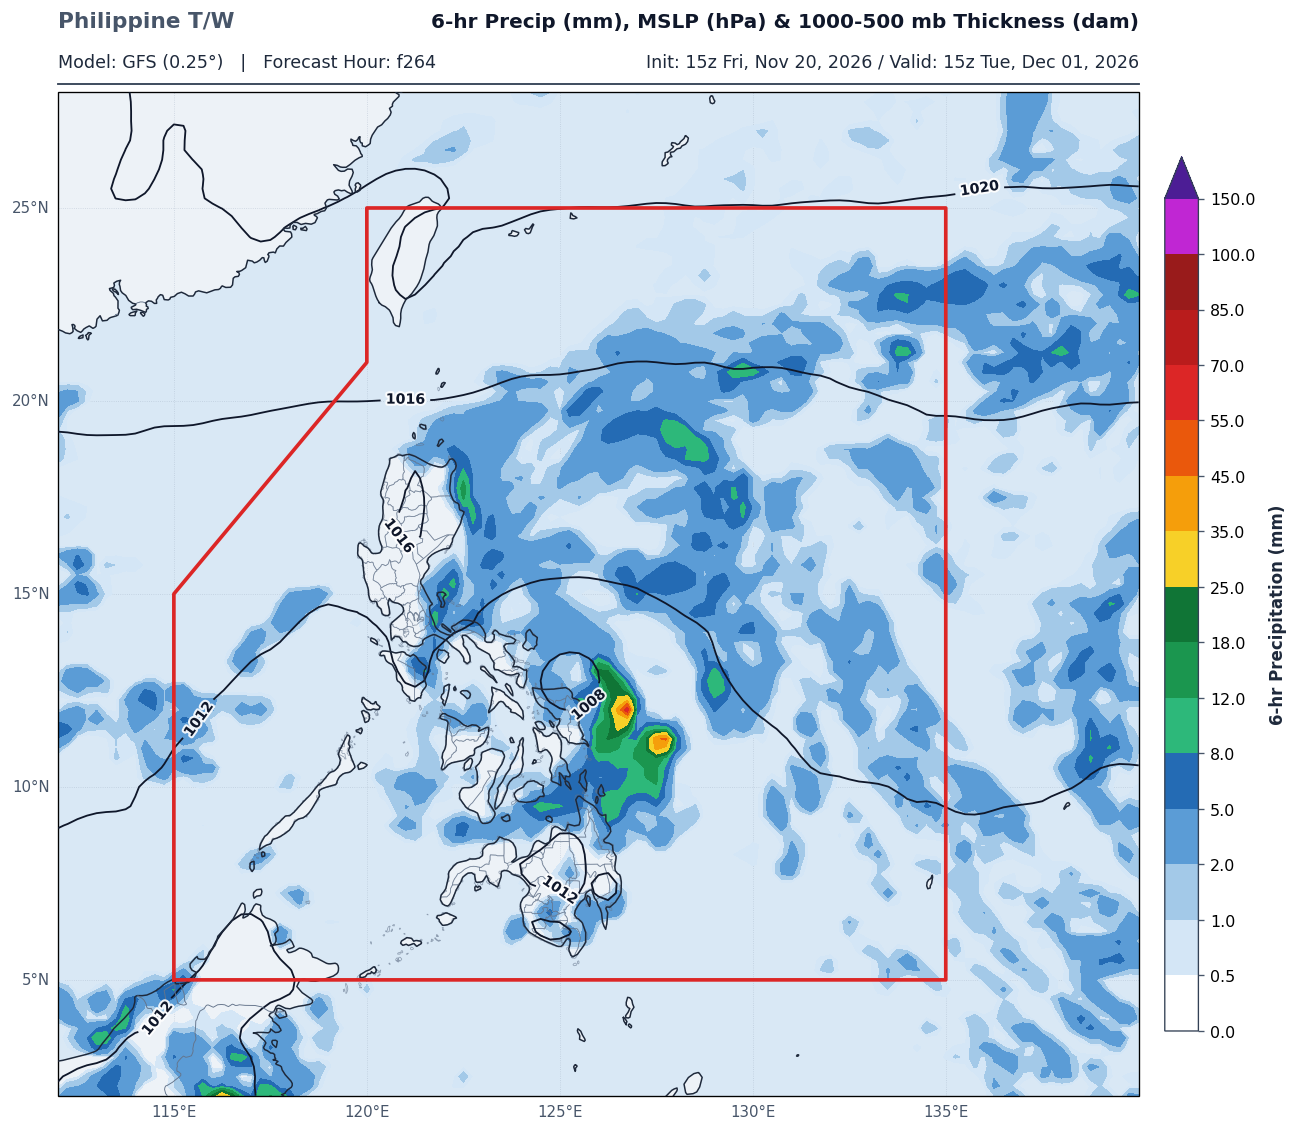 Philippine T/W
6-hr Precip (mm), MSLP (hPa) & 1000-500 mb Thickness (dam)
Model: GFS (0.25°) | Forecast Hour: f264
Init: 15z Fri, Nov 20, 2026 / Valid: 15z Tue, Dec 01, 2026
1020
1016
1016
1012
1008
1012
1012
25°N
20°N
15°N
10°N
5°N
115°E
120°E
125°E
130°E
135°E
150.0
100.0
85.0
70.0
55.0
45.0
35.0
25.0
18.0
12.0
8.0
5.0
2.0
1.0
0.5
0.0
6-hr Precipitation (mm)